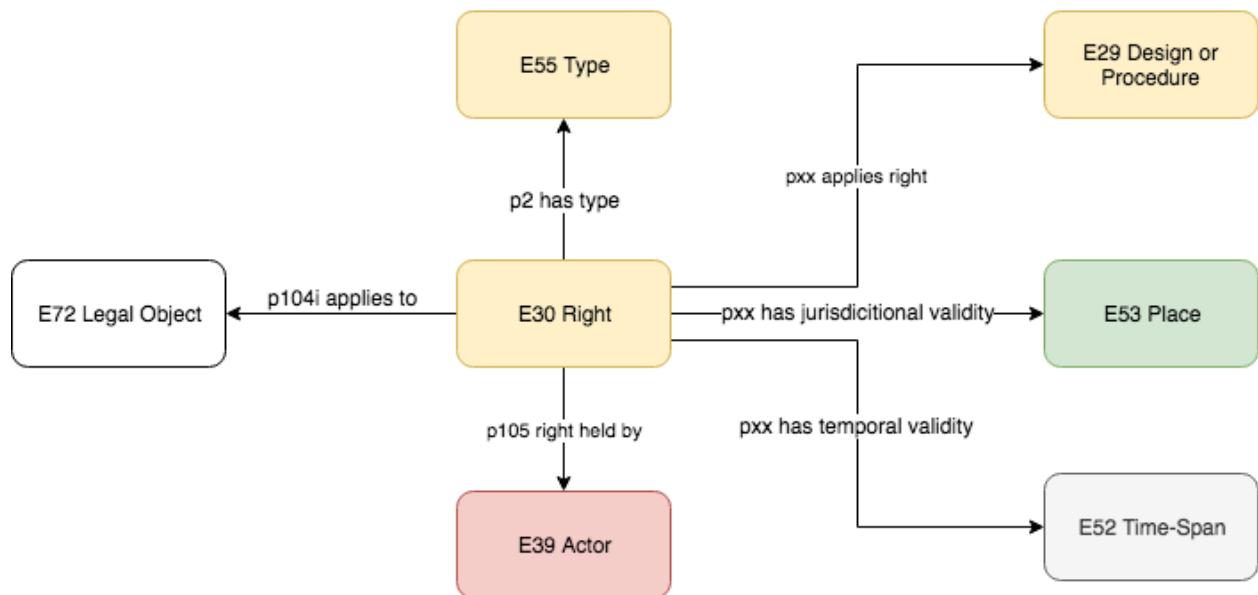 E55 Type
E29 Design or
Procedure
pxx applies right
p2 has type
E72 Legal Object
p104i applies to
E30 Right
pxx has jurisdicitional validity
E53 Place
p105 right held by
pxx has temporal validity
E39 Actor
E52 Time-Span